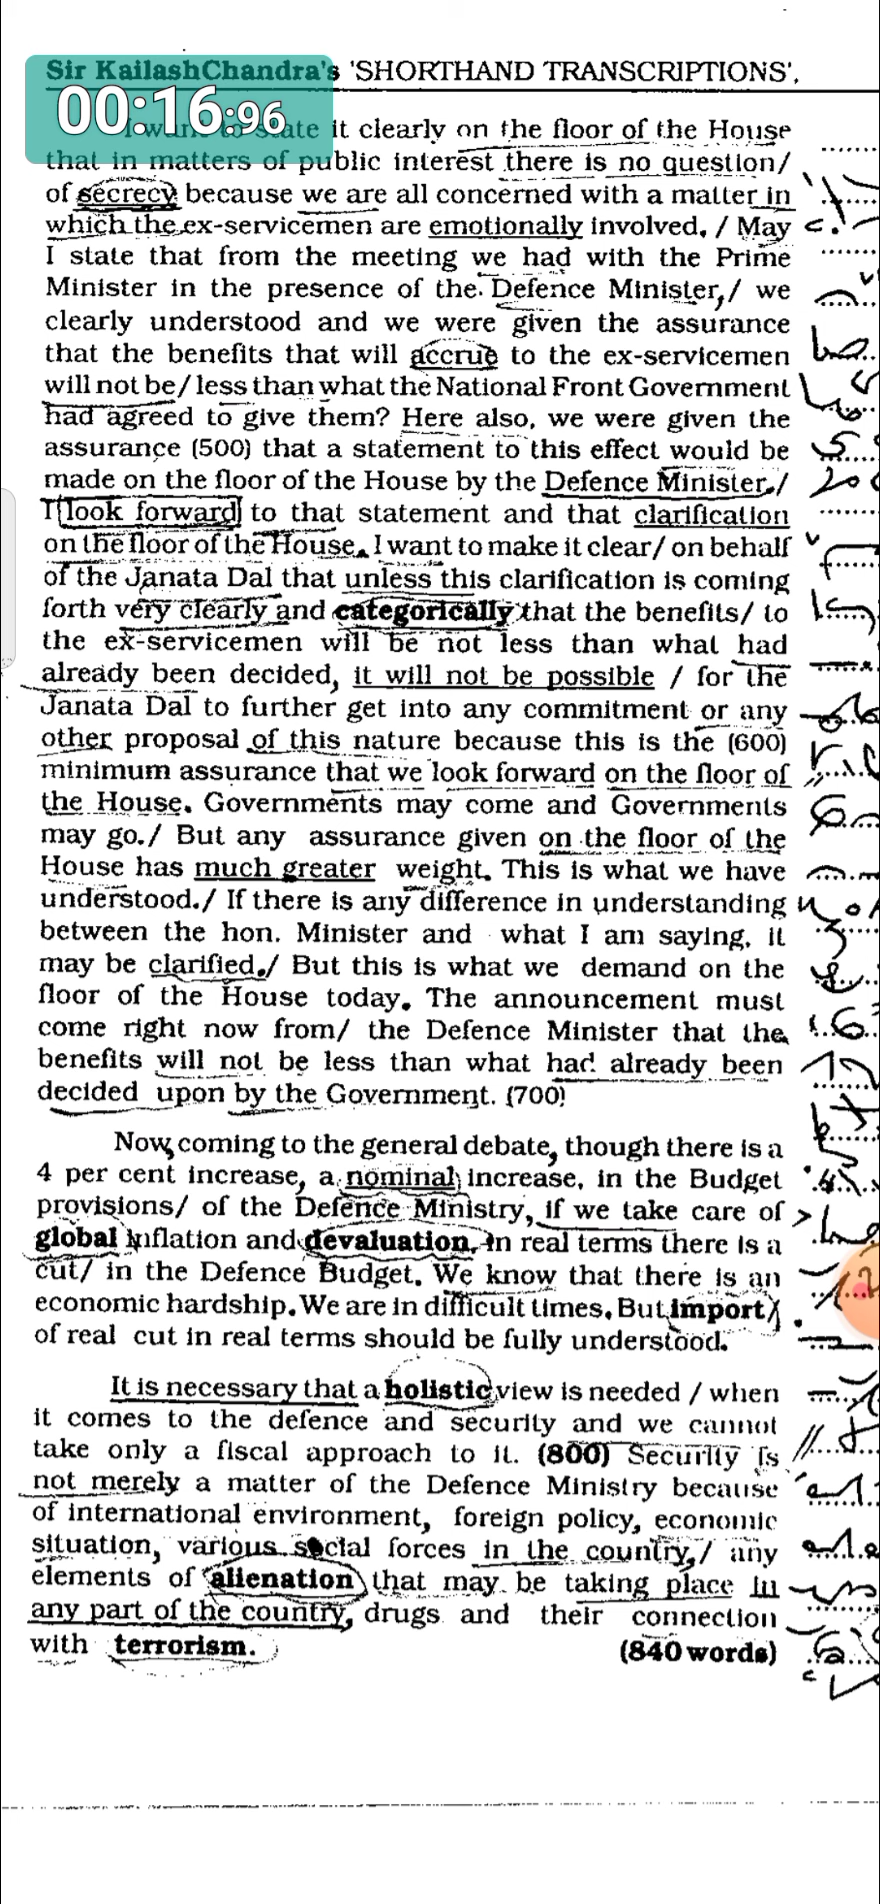 Sir KailashChandra's 'SHORTHAND TRANSCRIPTIONS'.
00:16:96
I want to state it clearly on the floor of the House
that in matters of public interest there is no question/
of secrecy because we are all concerned with a matter in
which the ex-servicemen are emotionally involved. / May
I state that from the meeting we had with the Prime
Minister in the presence of the Defence Minister,/ we
clearly understood and we were given the assurance
that the benefits that will accrue to the ex-servicemen
will not be/ less than what the National Front Government
had agreed to give them? Here also, we were given the
assurance (500) that a statement to this effect would be
made on the floor of the House by the Defence Minister./
I look forward to that statement and that clarification
on the floor of the House. I want to make it clear/ on behalf
of the Janata Dal that unless this clarification is coming
forth very clearly and categorically that the benefits/ to
the ex-servicemen will be not less than what had
already been decided, it will not be possible / for the
Janata Dal to further get into any commitment or any
other proposal of this nature because this is the (600)
minimum assurance that we look forward on the floor of
the House. Governments may come and Governments
may go./ But any assurance given on the floor of the
House has much greater weight. This is what we have
understood./ If there is any difference in understanding
between the hon. Minister and what I am saying, it
may be clarified./ But this is what we demand on the
floor of the House today. The announcement must
come right now from/ the Defence Minister that the
benefits will not be less than what had already been
decided upon by the Government. (700)
Now, coming to the general debate, though there is a
4 per cent increase, a nominal increase, in the Budget
provisions/ of the Defence Ministry, if we take care of
global inflation and devaluation, in real terms there is a
cut/ in the Defence Budget. We know that there is an
economic hardship. We are in difficult times. But import/
of real cut in real terms should be fully understood.
It is necessary that a holistic view is needed / when
it comes to the defence and security and we cannot
take only a fiscal approach to it. (800) Security is
not merely a matter of the Defence Ministry because
of international environment, foreign policy, economic
situation, various social forces in the country,/ any
elements of alienation that may be taking place in
any part of the country, drugs and their connection
with terrorism. (840 words)